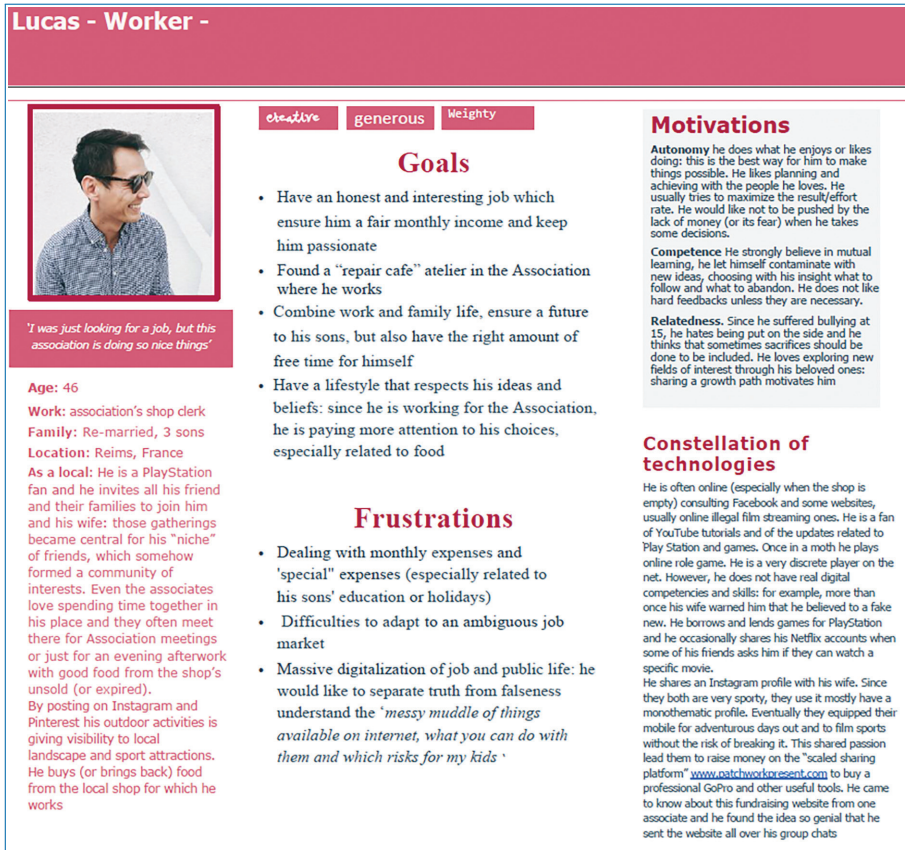 Lucas - Worker -
creative
generous
Weighty
'I was just looking for a job, but this
association is doing so nice things'
Age: 46
Work: association's shop clerk
Family: Re-married, 3 sons
Location: Reims, France
As a local: He is a PlayStation
fan and he invites all his friend
and their families to join him
and his wife: those gatherings
became central for his "niche"
of friends, which somehow
formed a community of
interests. Even the associates
love spending time together in
his place and they often meet
there for Association meetings
or just for an evening afterwork
with good food from the shop's
unsold (or expired).
By posting on Instagram and
Pinterest his outdoor activities is
giving visibility to local
landscape and sport attractions.
He buys (or brings back) food
from the local shop for which he
works
Goals
• Have an honest and interesting job which
ensure him a fair monthly income and keep
him passionate
• Found a "repair cafe" atelier in the Association
where he works
• Combine work and family life, ensure a future
to his sons, but also have the right amount of
free time for himself
• Have a lifestyle that respects his ideas and
beliefs: since he is working for the Association,
he is paying more attention to his choices,
especially related to food
Frustrations
• Dealing with monthly expenses and
'special" expenses (especially related to
his sons' education or holidays)
• Difficulties to adapt to an ambiguous job
market
• Massive digitalization of job and public life: he
would like to separate truth from falseness
understand the 'messy muddle of things
available on internet, what you can do with
them and which risks for my kids '
Motivations
Autonomy he does what he enjoys or likes
doing: this is the best way for him to make
things possible. He likes planning and
achieving with the people he loves. He
usually tries to maximize the result/effort
rate. He would like not to be pushed by the
lack of money (or its fear) when he takes
some decisions.
Competence He strongly believe in mutual
learning, he let himself contaminate with
new ideas, choosing with his insight what to
follow and what to abandon. He does not like
hard feedbacks unless they are necessary.
Relatedness. Since he suffered bullying at
15, he hates being put on the side and he
thinks that sometimes sacrifices should be
done to be included. He loves exploring new
fields of interest through his beloved ones:
sharing a growth path motivates him
Constellation of
technologies
He is often online (especially when the shop is
empty) consulting Facebook and some websites,
usually online illegal film streaming ones. He is a fan
of YouTube tutorials and of the updates related to
Play Station and games. Once in a moth he plays
online role game. He is a very discrete player on the
net. However, he does not have real digital
competencies and skills: for example, more than
once his wife warned him that he believed to a fake
new. He borrows and lends games for PlayStation
and he occasionally shares his Netflix accounts when
some of his friends asks him if they can watch a
specific movie.
He shares an Instagram profile with his wife. Since
they both are very sporty, they use it mostly have a
monothematic profile. Eventually they equipped their
mobile for adventurous days out and to film sports
without the risk of breaking it. This shared passion
lead them to raise money on the "scaled sharing
platform" www.patchworkpresent.com to buy a
professional GoPro and other useful tools. He came
to know about this fundraising website from one
associate and he found the idea so genial that he
sent the website all over his group chats